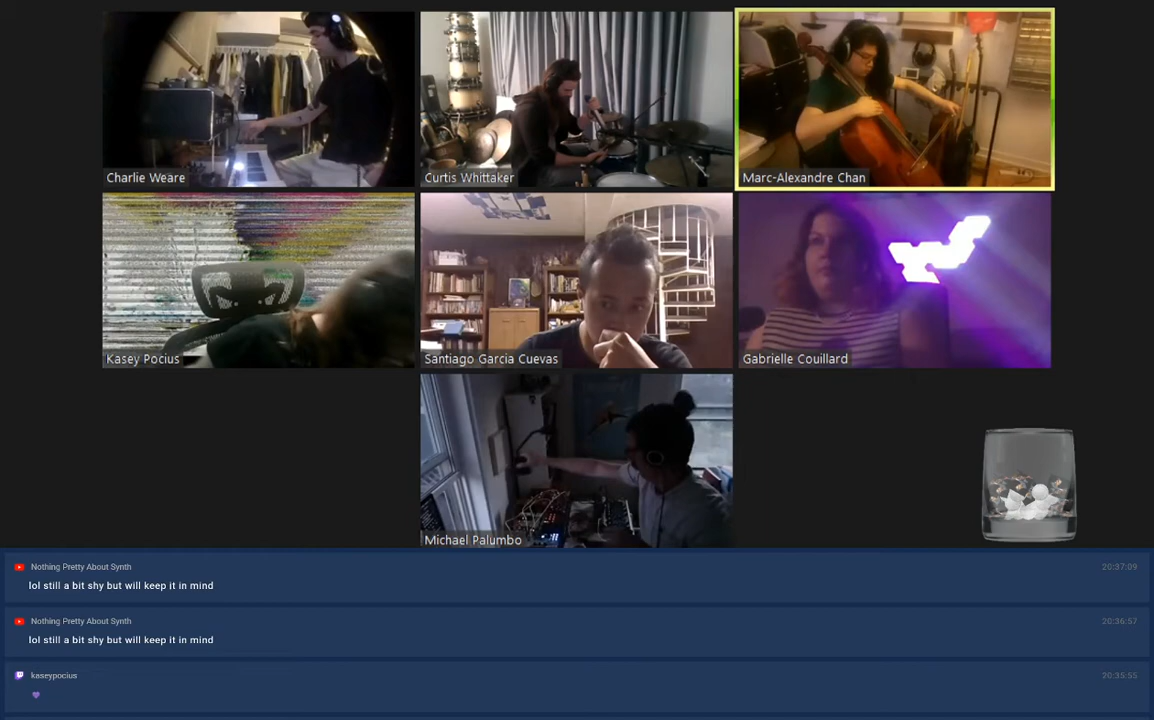 Charlie Weare
Curtis Whittaker
Marc-Alexandre Chan
Kasey Pocius
Santiago Garcia Cuevas
Gabrielle Couillard
Michael Palumbo
Nothing Pretty About Synth
20:37:09
lol still a bit shy but will keep it in mind
Nothing Pretty About Synth
20:36:57
lol still a bit shy but will keep it in mind
kaseypocius
20:35:55
💜